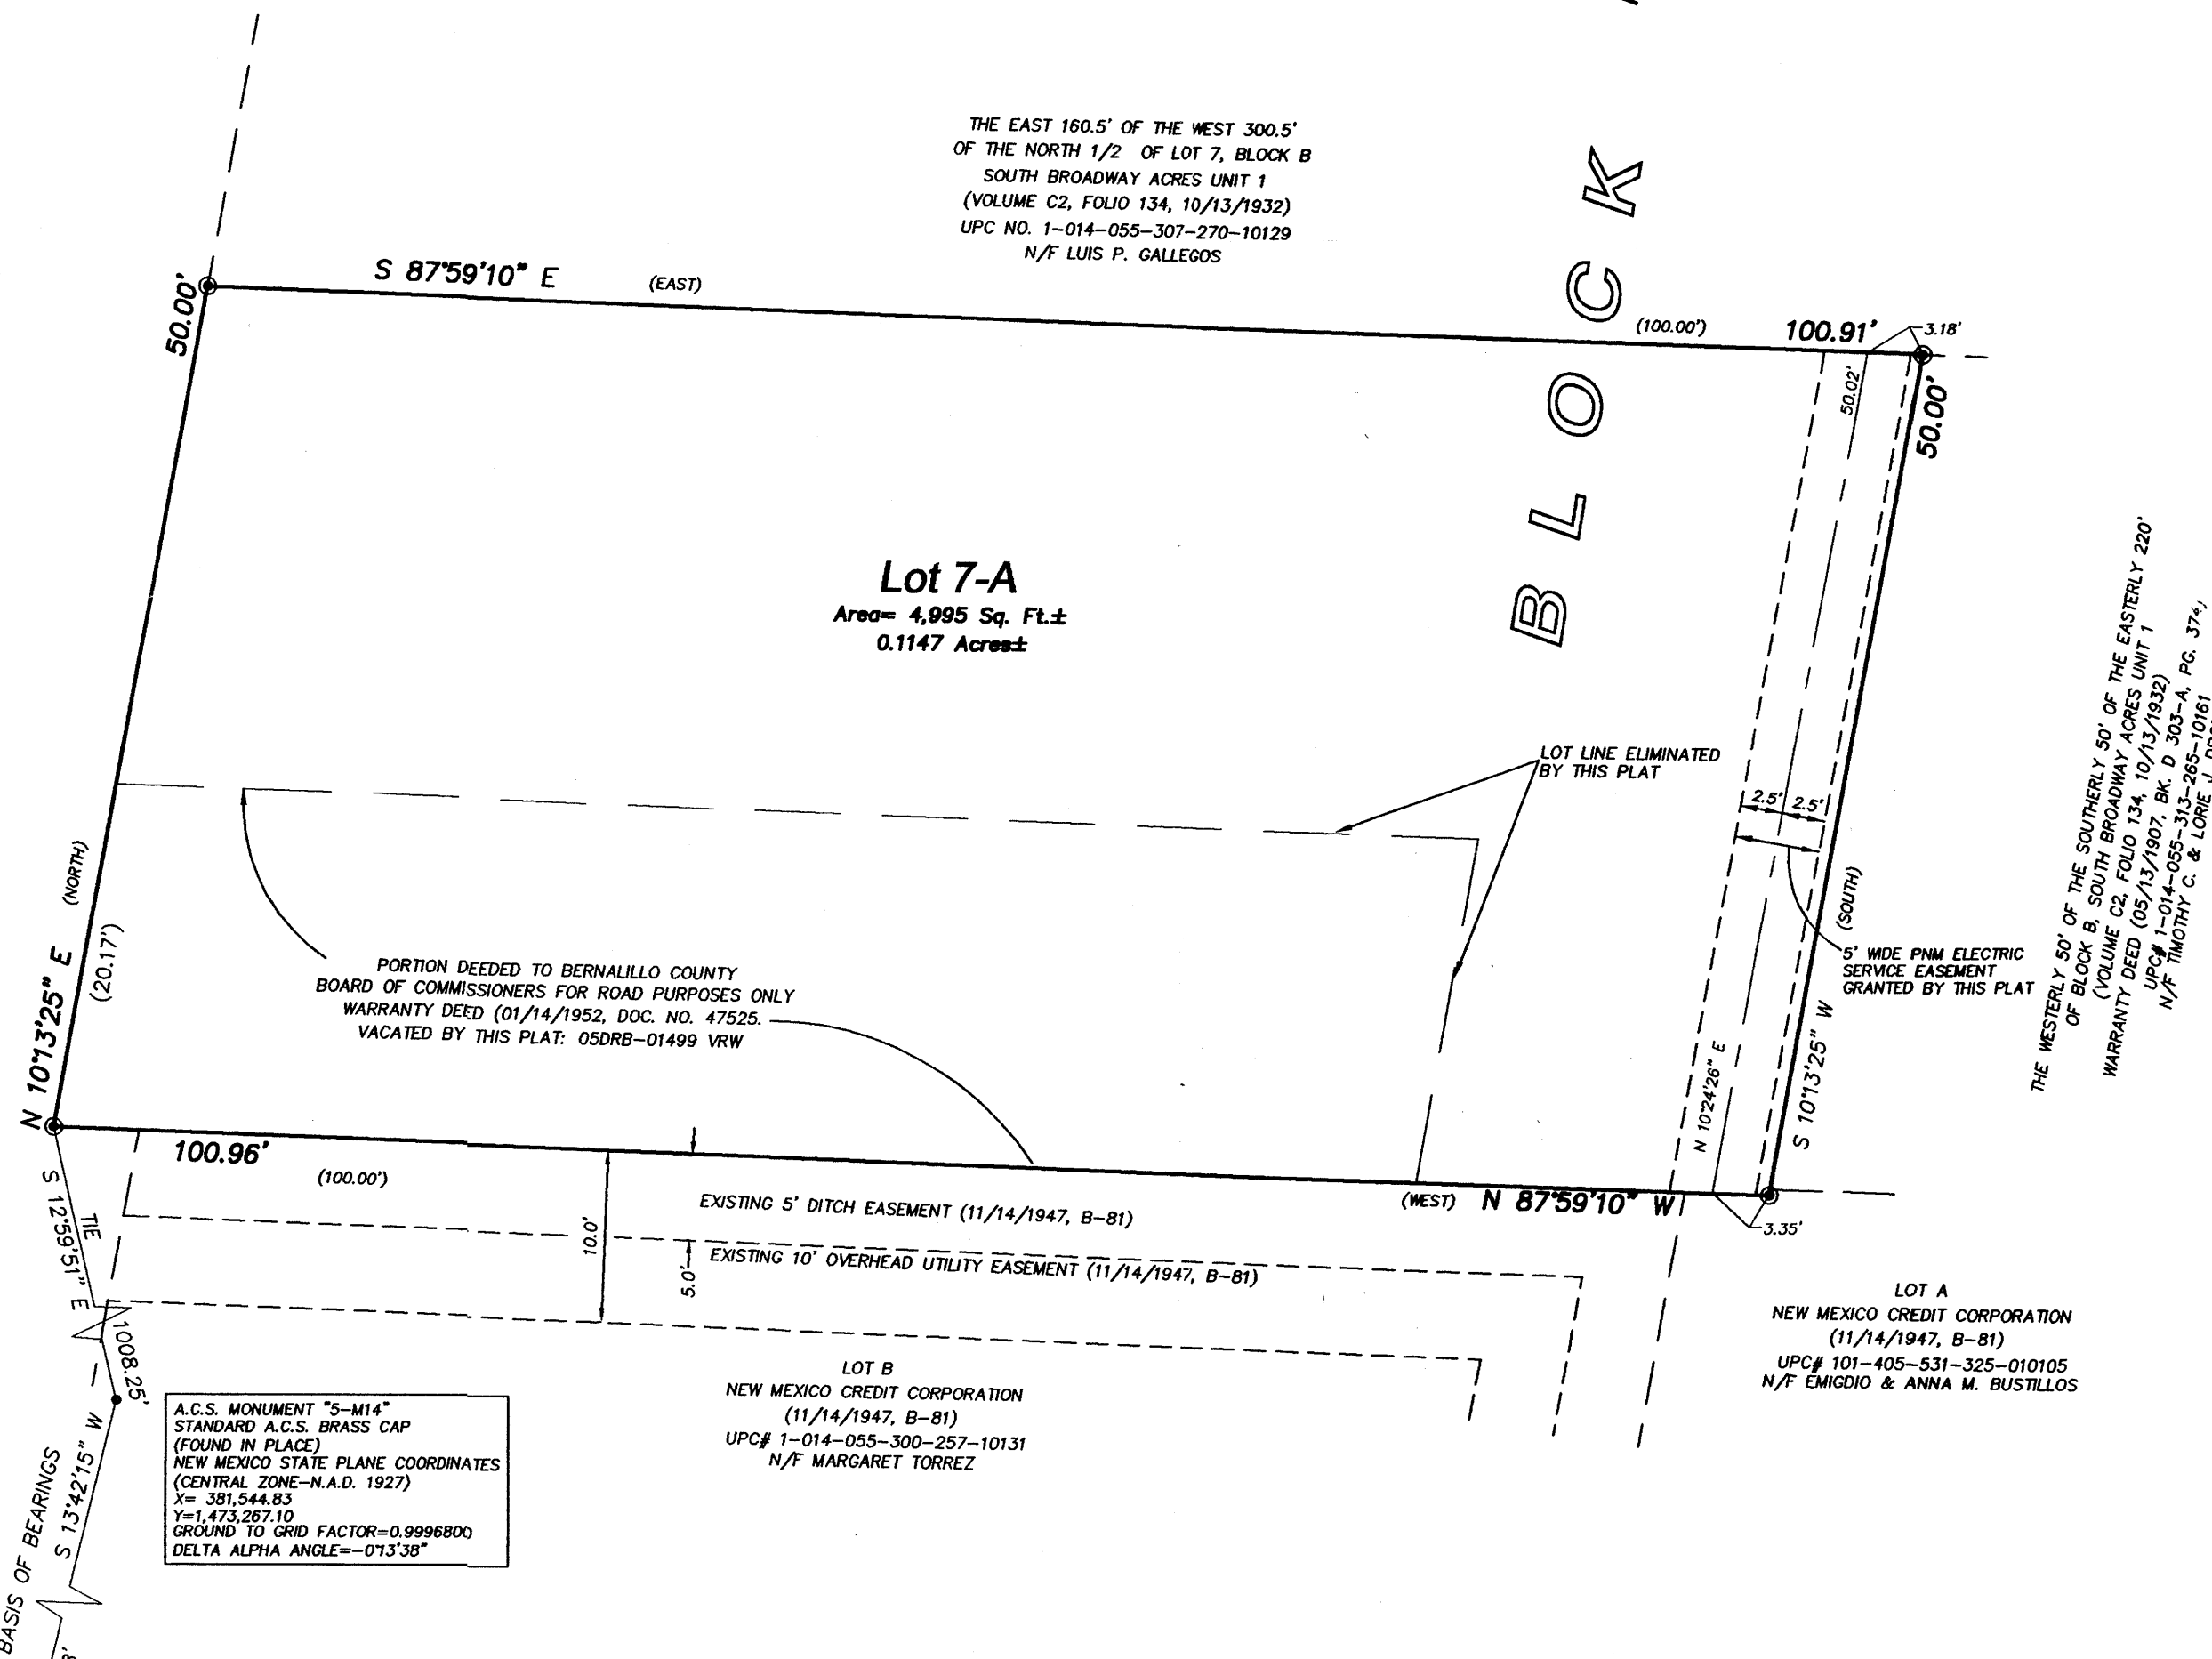 THE EAST 160.5' OF THE WEST 300.5'
OF THE NORTH 1/2 OF LOT 7, BLOCK B
SOUTH BROADWAY ACRES UNIT 1
(VOLUME C2, FOLIO 134, 10/13/1932)
UPC NO. 1-014-055-307-270-10129
N/F LUIS P. GALLEGOS
S 87°59'10" E
(EAST)
(100.00')
100.91'
3.18'
50.00'
50.02'
50.00'
BLOCK
Lot 7-A
Area= 4,995 Sq. Ft.±
0.1147 Acres±
LOT LINE ELIMINATED
BY THIS PLAT
2.5'
2.5'
(NORTH)
(20.17')
N 10°13'25" E
PORTION DEEDED TO BERNALILLO COUNTY
BOARD OF COMMISSIONERS FOR ROAD PURPOSES ONLY
WARRANTY DEED (01/14/1952, DOC. NO. 47525.
VACATED BY THIS PLAT: 05DRB-01499 VRW
(SOUTH)
5' WIDE PNM ELECTRIC
SERVICE EASEMENT
GRANTED BY THIS PLAT
N 10°24'26" E
S 10°13'25" W
THE WESTERLY 50' OF THE SOUTHERLY 50' OF THE EASTERLY 220'
OF BLOCK B, SOUTH BROADWAY ACRES UNIT 1
(VOLUME C2, FOLIO 134, 10/13/1932)
WARRANTY DEED (05/13/1907, BK. D 303-A, PG. 374)
UPC# 1-014-055-313-265-10161
N/F TIMOTHY C. & LORIE J.
100.96'
(100.00')
(WEST)
N 87°59'10" W
3.35'
EXISTING 5' DITCH EASEMENT (11/14/1947, B-81)
10.0'
5.0'
EXISTING 10' OVERHEAD UTILITY EASEMENT (11/14/1947, B-81)
TIE
S 12°59'51" E
1008.25'
LOT A
NEW MEXICO CREDIT CORPORATION
(11/14/1947, B-81)
UPC# 101-405-531-325-010105
N/F EMIGDIO & ANNA M. BUSTILLOS
LOT B
NEW MEXICO CREDIT CORPORATION
(11/14/1947, B-81)
UPC# 1-014-055-300-257-10131
N/F MARGARET TORREZ
A.C.S. MONUMENT "5-M14"
STANDARD A.C.S. BRASS CAP
(FOUND IN PLACE)
NEW MEXICO STATE PLANE COORDINATES
(CENTRAL ZONE-N.A.D. 1927)
X= 381,544.83
Y=1,473,267.10
GROUND TO GRID FACTOR=0.9996800
DELTA ALPHA ANGLE=-0°13'38"
BASIS OF BEARINGS
S 13°42'15" W